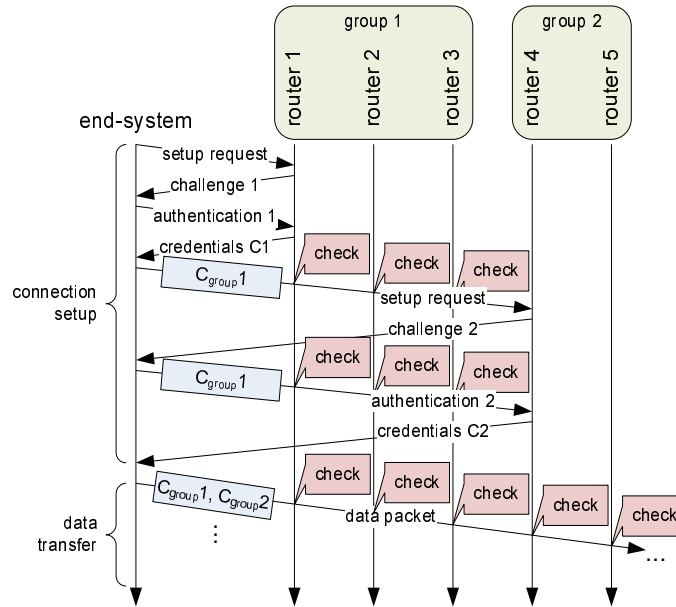 group 1
group 2
router 1
router 2
router 3
router 4
router 5
end-system
setup request
challenge 1
authentication 1
credentials C1
check
check
check
Cgroup1
setup request
connection
setup
challenge 2
check
check
check
Cgroup1
authentication 2
credentials C2
check
check
check
check
check
Cgroup1, Cgroup2
data packet
data
transfer
⋮
...